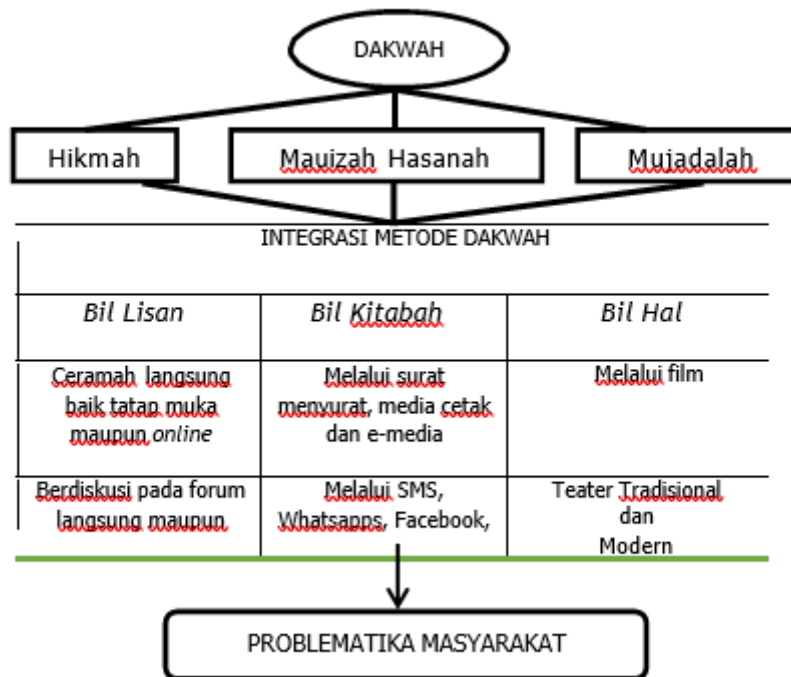 DAKWAH
Hikmah
Mauizah Hasanah
Mujadalah
INTEGRASI METODE DAKWAH
Bil Lisan
Bil Kitabah
Bil Hal
Ceramah langsung
baik tatap muka
maupun online
Melalui surat
menyurat, media cetak
dan e-media
Melalui film
Berdiskusi pada forum
langsung maupun
Melalui SMS,
Whatsapps, Facebook,
Teater Tradisional
dan
Modern
PROBLEMATIKA MASYARAKAT